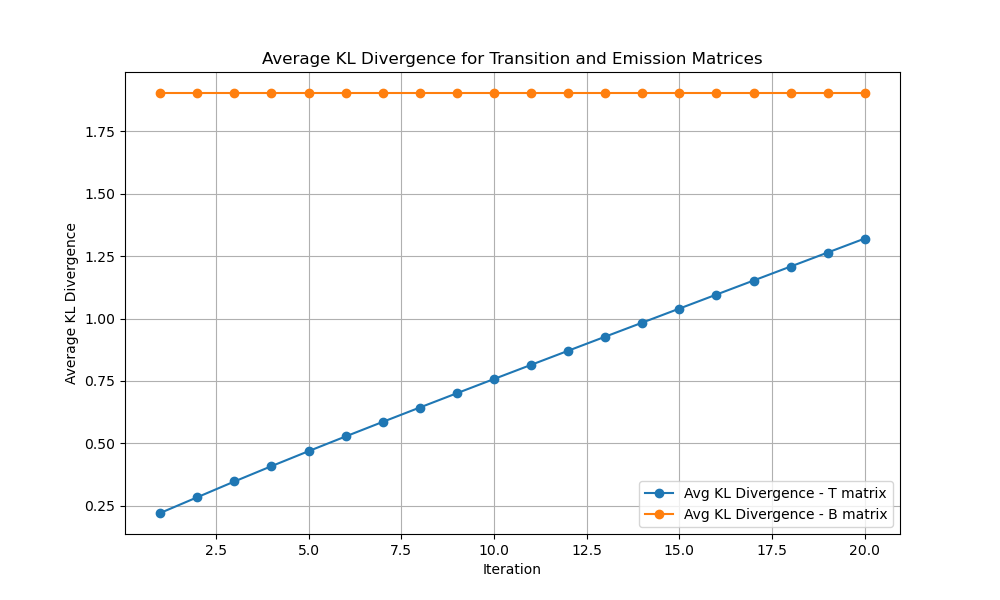 Average KL Divergence for Transition and Emission Matrices
Average KL Divergence
1.75
1.50
1.25
1.00
0.75
0.50
0.25
2.5 5.0 7.5 10.0 12.5 15.0 17.5 20.0
Iteration
Avg KL Divergence - T matrix
Avg KL Divergence - B matrix